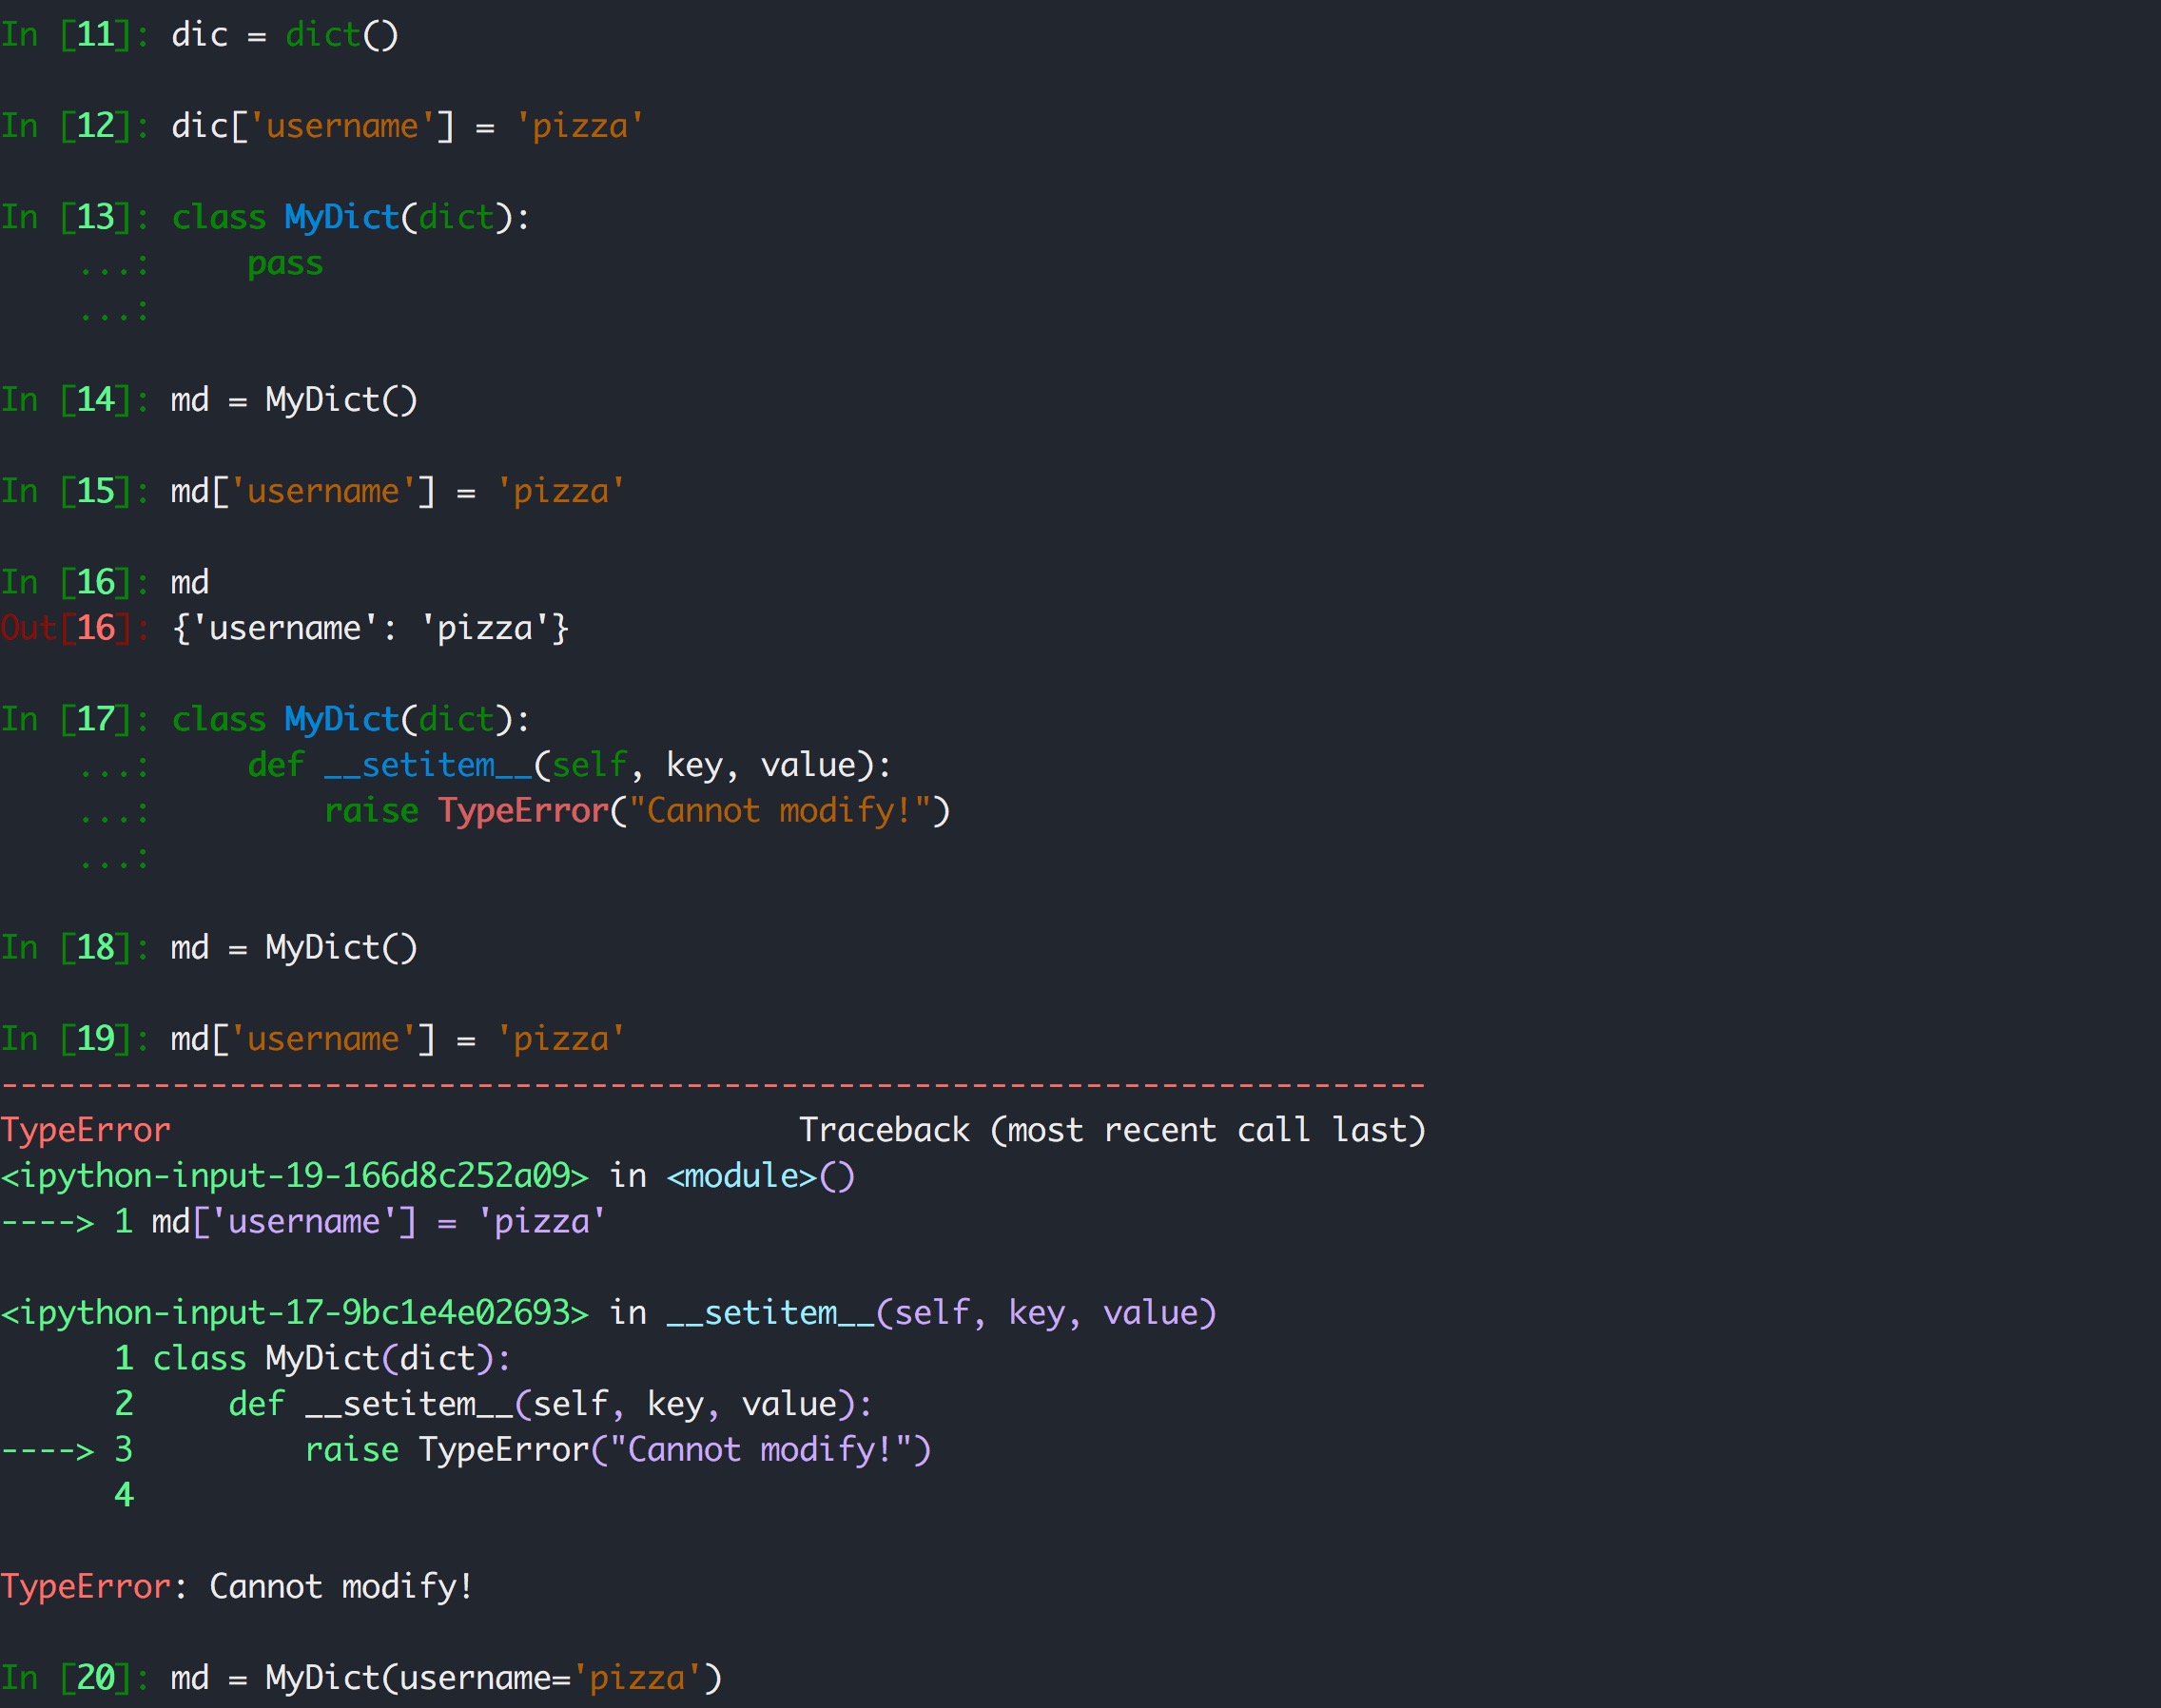 In [11]: dic = dict()
In [12]: dic['username'] = 'pizza'
In [13]: class MyDict(dict):
    ...:     pass
    ...:
In [14]: md = MyDict()
In [15]: md['username'] = 'pizza'
In [16]: md
Out[16]: {'username': 'pizza'}
In [17]: class MyDict(dict):
    ...:     def __setitem__(self, key, value):
    ...:         raise TypeError("Cannot modify!")
    ...:
In [18]: md = MyDict()
In [19]: md['username'] = 'pizza'
---------------------------------------------------------------------------
TypeError                                 Traceback (most recent call last)
<ipython-input-19-166d8c252a09> in <module>()
----> 1 md['username'] = 'pizza'
<ipython-input-17-9bc1e4e02693> in __setitem__(self, key, value)
      1 class MyDict(dict):
      2     def __setitem__(self, key, value):
----> 3         raise TypeError("Cannot modify!")
      4
TypeError: Cannot modify!
In [20]: md = MyDict(username='pizza')